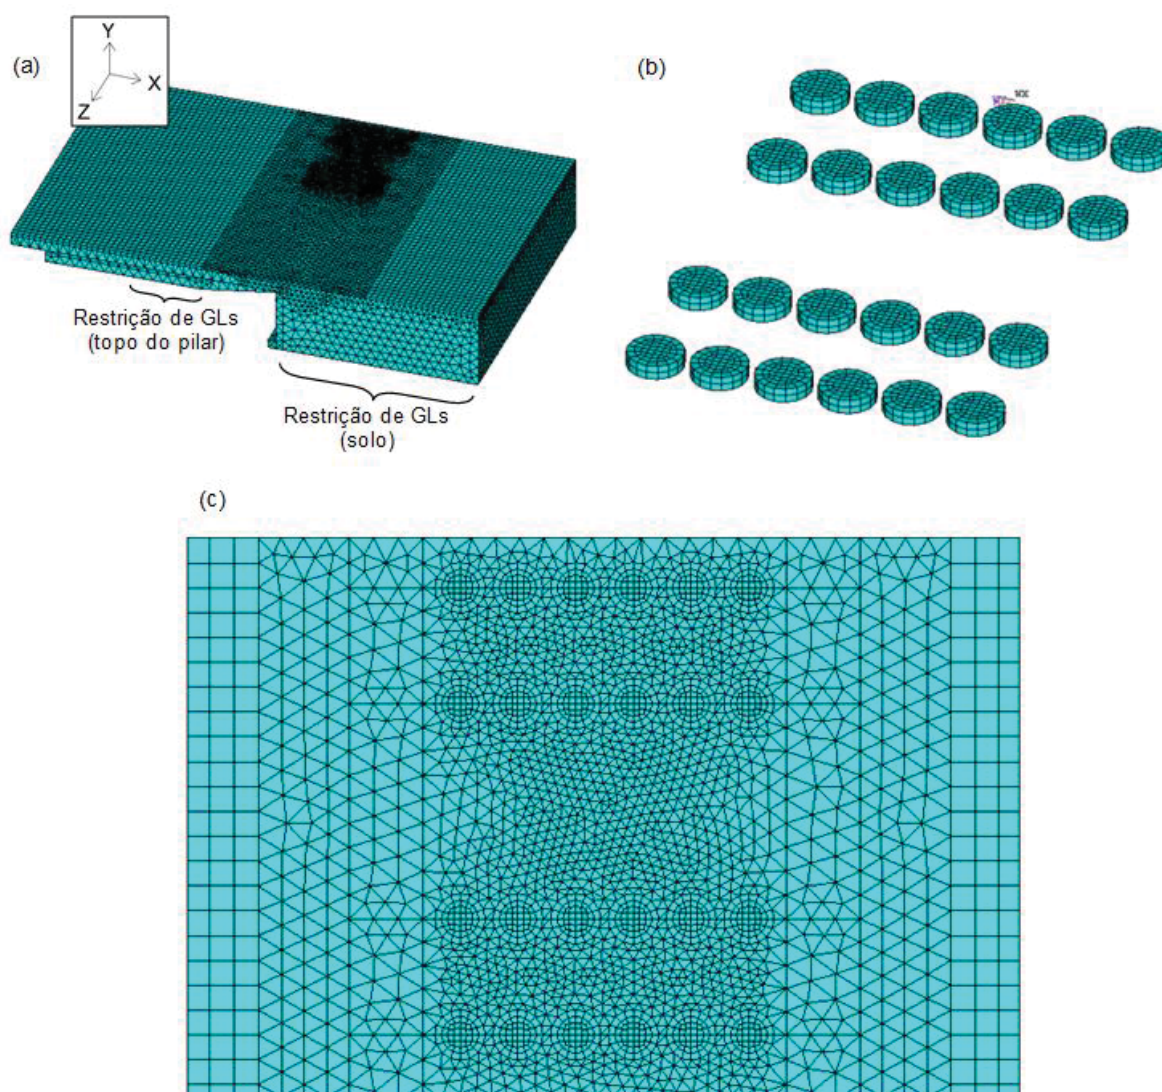 (a)
Y
X
Z
Restrição de GLs
(topo do pilar)
Restrição de GLs
(solo)
(b)
(c)